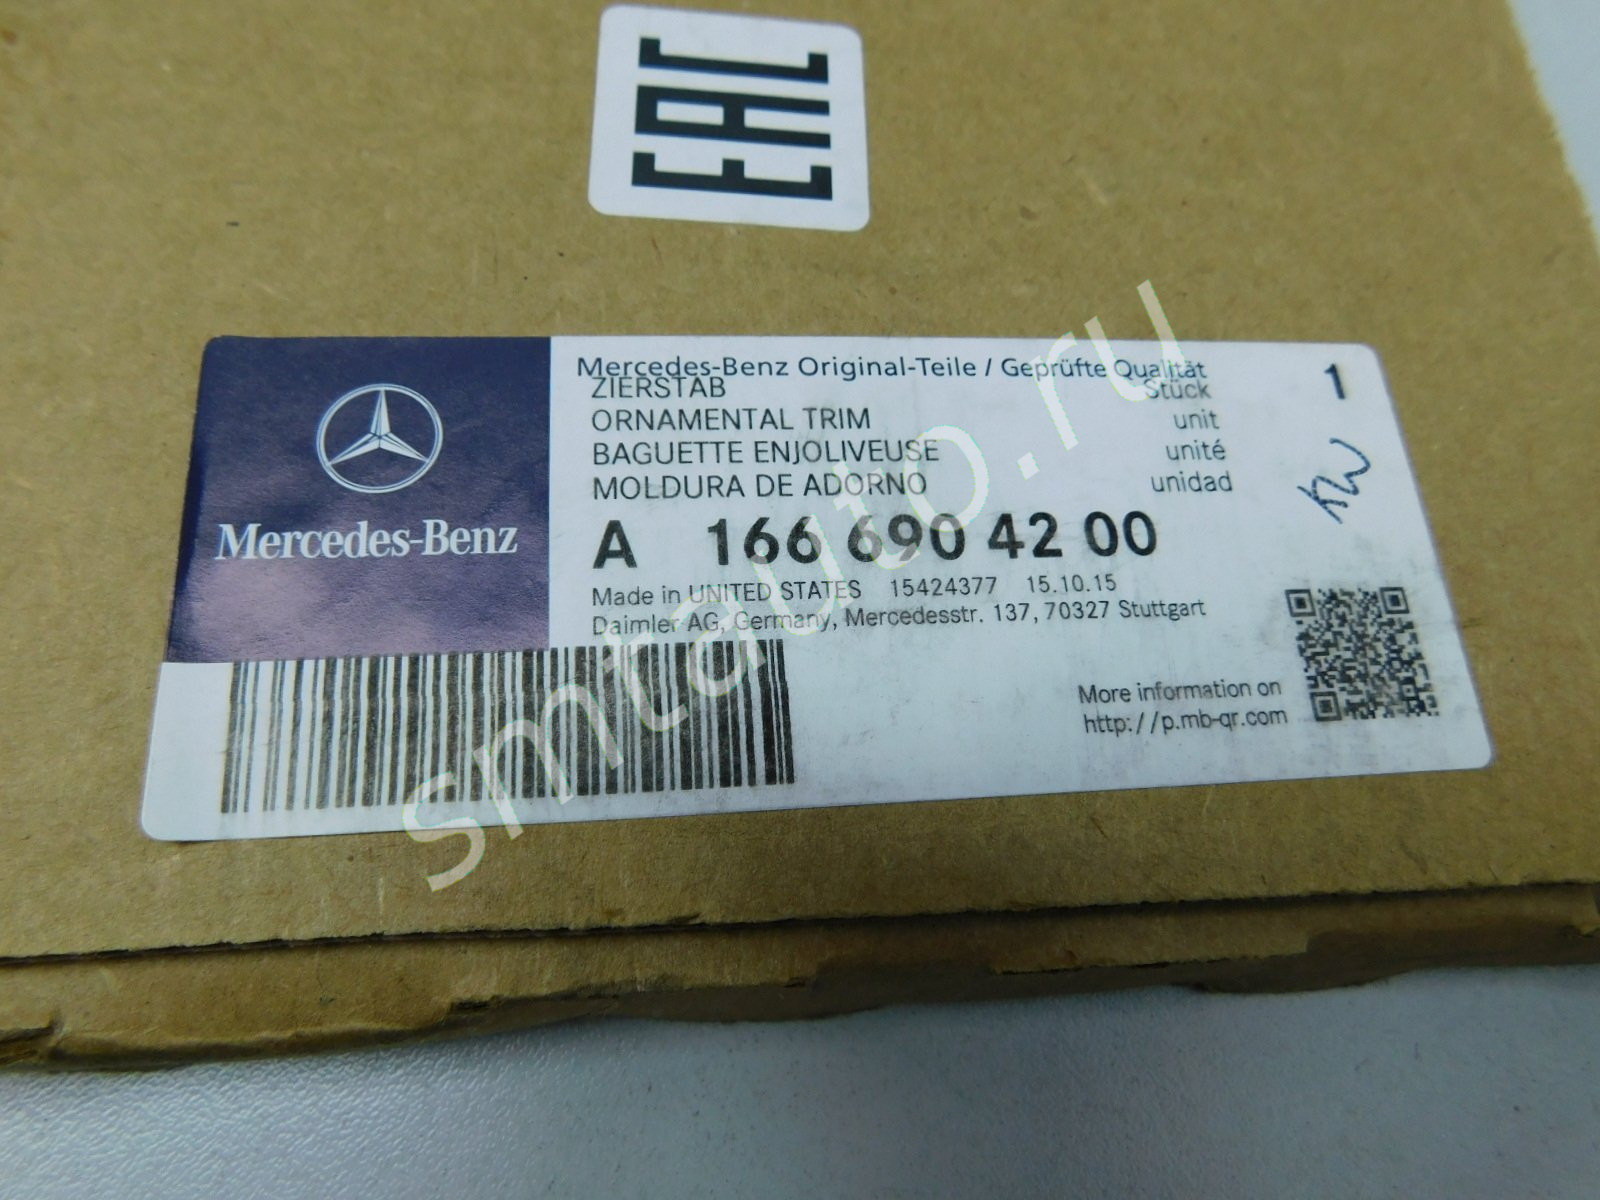 EAC
Mercedes-Benz Original-Teile / Geprüfte Qualität
ZIERSTAB Stück 1
ORNAMENTAL TRIM unit
BAGUETTE ENJOLIVEUSE unité
MOLDURA DE ADORNO unidad
A 166 690 42 00
Mercedes-Benz
Made in UNITED STATES 15424377 15.10.15
Daimler AG, Germany, Mercedesstr. 137, 70327 Stuttgart
More information on
http://p.mb-qr.com
smtauto.ru